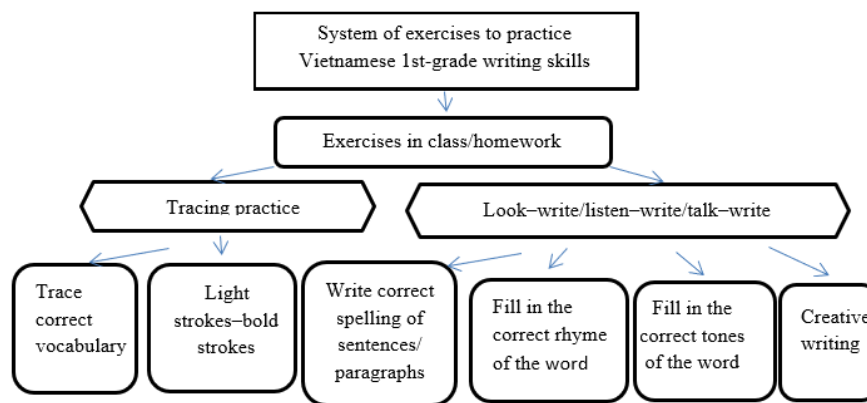 System of exercises to practice
Vietnamese 1st-grade writing skills
Exercises in class/homework
Tracing practice
Look–write/listen–write/talk–write
Trace
correct
vocabulary
Light
strokes–bold
strokes
Write correct
spelling of
sentences/
paragraphs
Fill in the
correct rhyme
of the word
Fill in the
correct tones
of the word
Creative
writing